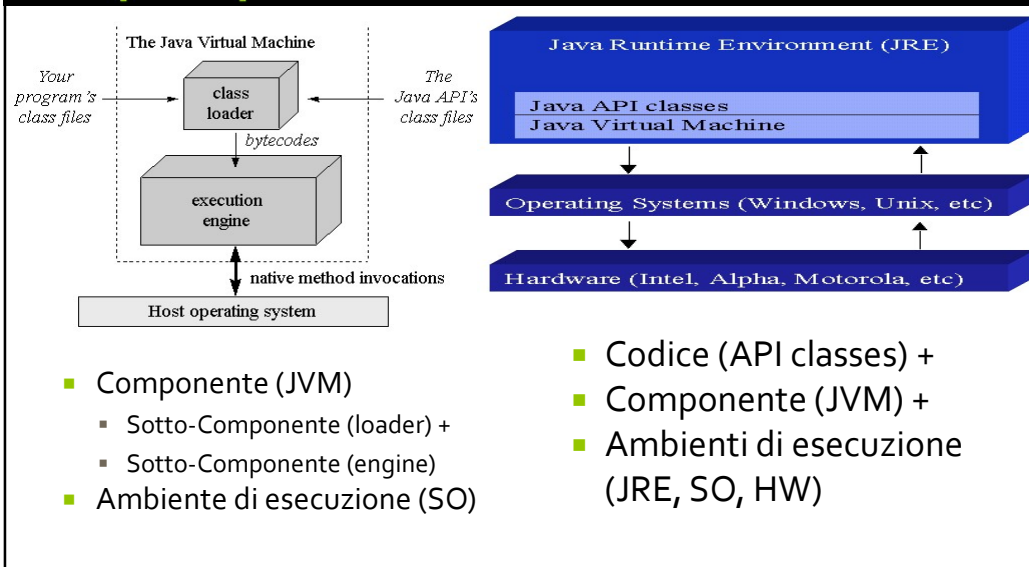 The Java Virtual Machine
Your
program's
class files
class
loader
The
Java API's
class files
bytecodes
execution
engine
native method invocations
Host operating system
Java Runtime Environment (JRE)
Java API classes
Java Virtual Machine
Operating Systems (Windows, Unix, etc)
Hardware (Intel, Alpha, Motorola, etc)
Componente (JVM)
Sotto-Componente (loader) +
Sotto-Componente (engine)
Ambiente di esecuzione (SO)
Codice (API classes) +
Componente (JVM) +
Ambienti di esecuzione
(JRE, SO, HW)